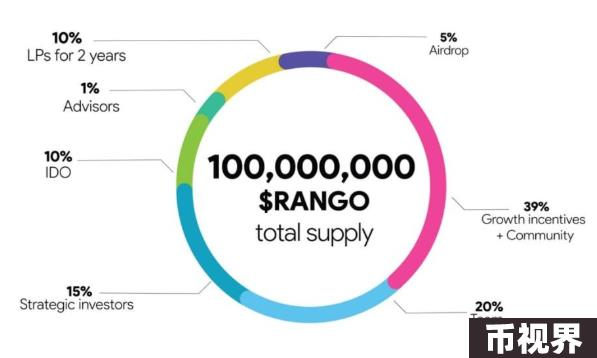 10%
LPs for 2 years
5%
Airdrop
1%
Advisors
10%
IDO
100,000,000
$RANGO
total supply
39%
Growth incentives
+ Community
15%
Strategic investors
20%
币视界